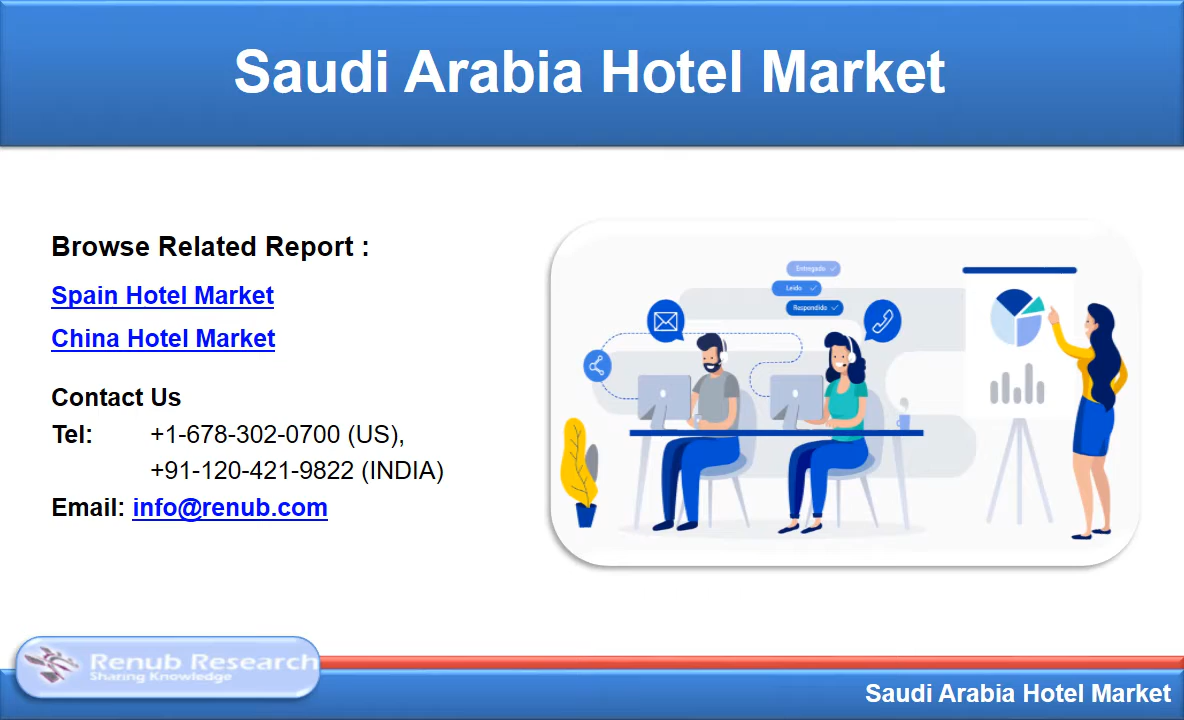 Saudi Arabia Hotel Market
Browse Related Report :
Spain Hotel Market
China Hotel Market
Contact Us
Tel: +1-678-302-0700 (US),
+91-120-421-9822 (INDIA)
Email: info@renub.com
Entregado
Leido
Respondido
Renub Research
Sharing Knowledge
Saudi Arabia Hotel Market